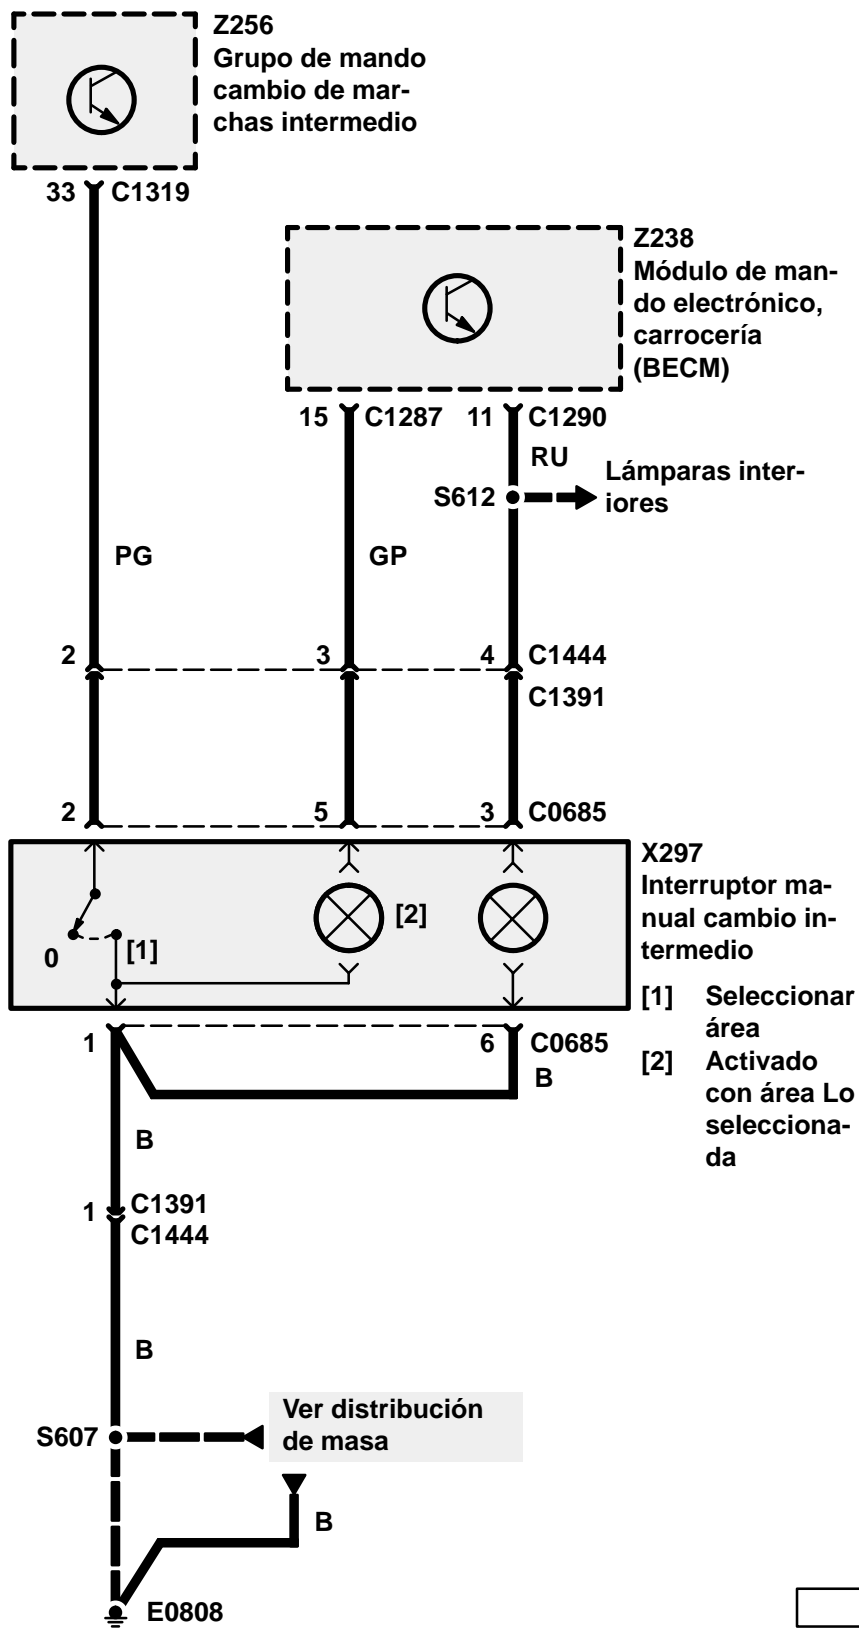 Z256
Grupo de mando
cambio de mar-
chas intermedio
33 C1319
Z238
Módulo de man-
do electrónico,
carrocería
(BECM)
15 C1287 11 C1290
RU
Lámparas inter-
iores
S612
PG GP
2 3 4 C1444
C1391
2 5 3 C0685
X297
Interruptor ma-
nual cambio in-
termedio
[2]
0 [1]
[1] Seleccionar
área
[2] Activado
con área Lo
selecciona-
da
1 6 C0685
B
B
1 C1391
C1444
B
Ver distribución
de masa
S607
B
E0808